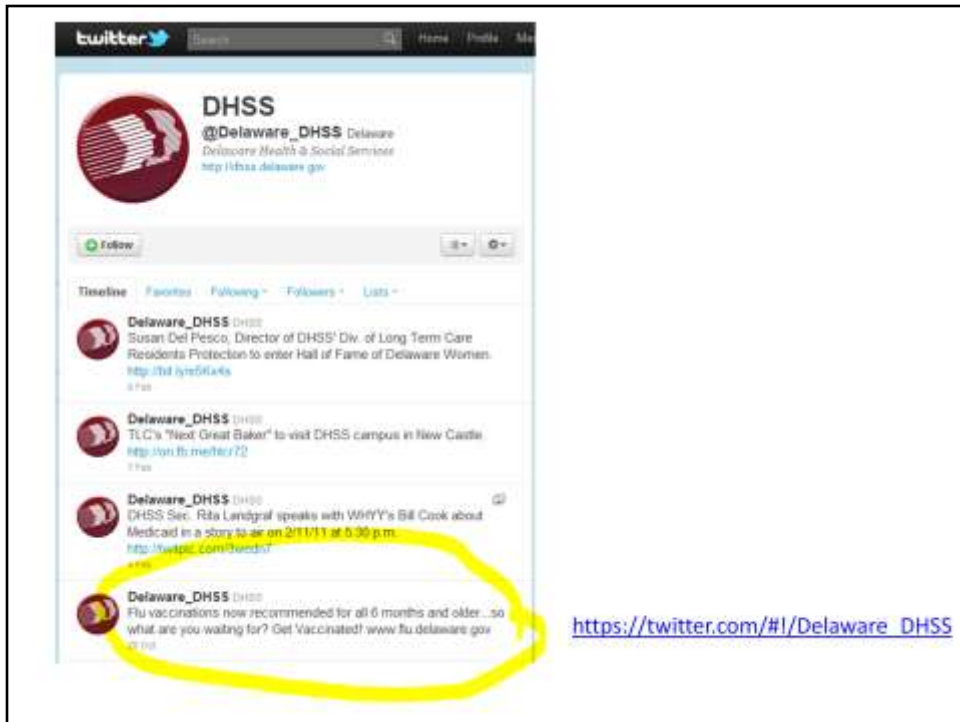 twitter
Search Home Profile
DHSS
@Delaware_DHSS Delaware
Delaware Health & Social Services
http://dhss.delaware.gov
Follow
Timeline Favorites Following Followers Lists
Delaware_DHSS DHSS
Susan Del Pesco, Director of DHSS' Div. of Long Term Care
Residents Protection to enter Hall of Fame of Delaware Women.
8 Feb
Delaware_DHSS DHSS
TLC's "Next Great Baker" to visit DHSS campus in New Castle
7 Feb
Delaware_DHSS DHSS
DHSS Sec. Rita Landgraf speaks with WHYY's Bill Cook about
Medicaid in a story to air on 2/11/11 at 5:30 p.m.
Delaware_DHSS DHSS
Flu vaccinations now recommended for all 6 months and older...so
what are you waiting for? Get Vaccinated! www.flu.delaware.gov
https://twitter.com/#!/Delaware_DHSS